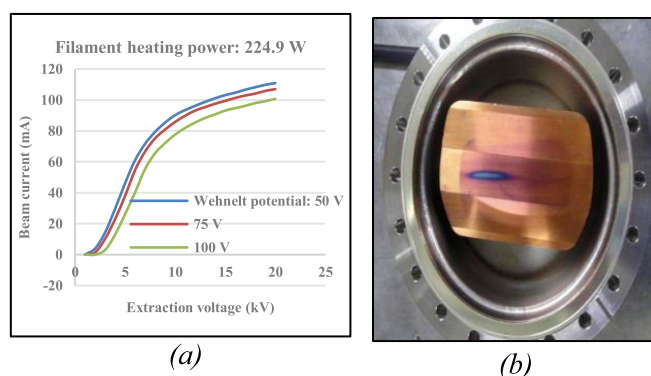 Filament heating power: 224.9 W
120
100
80
60
40
20
0
-20
Beam current (mA)
Wehnelt potential: 50 V
75 V
100 V
0 5 10 15 20 25
Extraction voltage (kV)
(a)
(b)